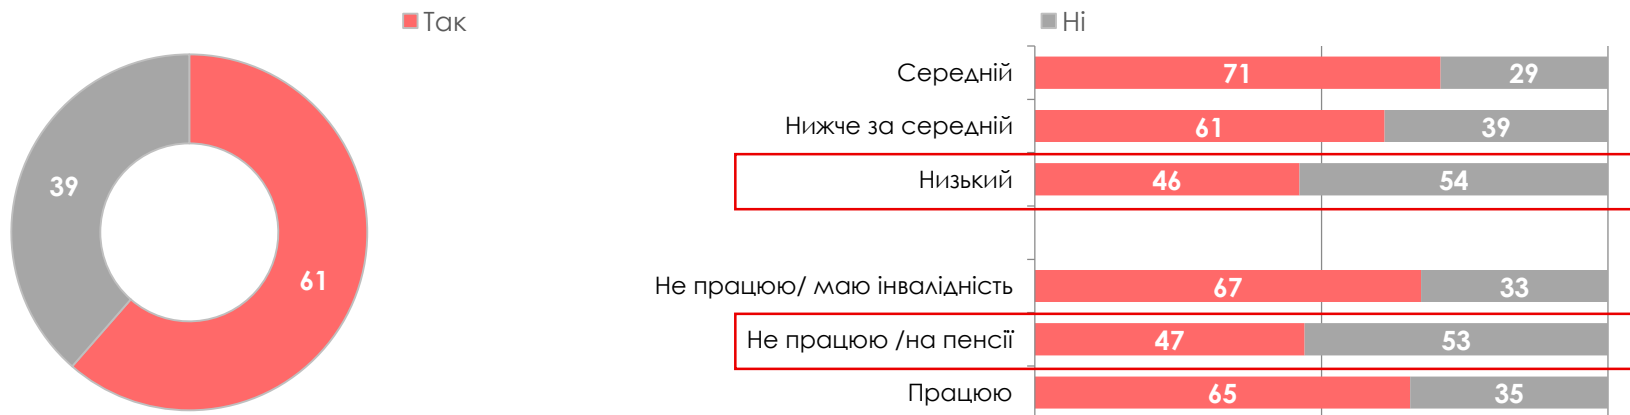 Так
Ні
39
61
Середній 71 29
Нижче за середній 61 39
Низький 46 54
Не працюю/ маю інвалідність 67 33
Не працюю /на пенсії 47 53
Працюю 65 35